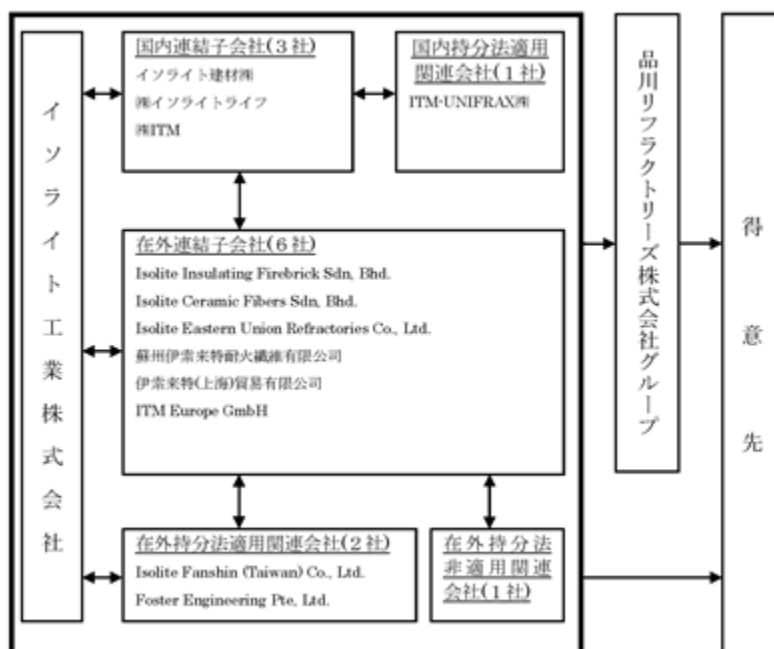 イソライト工業株式会社
国内連結子会社(3社)
イソライト建材㈱
㈱イソライトライフ
㈱ITM
国内持分法適用
関連会社(1社)
ITM-UNIFRAX㈱
在外連結子会社(6社)
Isolite Insulating Firebrick Sdn, Bhd.
Isolite Ceramic Fibers Sdn, Bhd.
Isolite Eastern Union Refractories Co., Ltd.
蘇州伊索来特耐火繊維有限公司
伊索来特(上海)貿易有限公司
ITM Europe GmbH
在外持分法適用関連会社(2社)
Isolite Fanshin (Taiwan) Co., Ltd.
Foster Engineering Pte, Ltd.
在外持分法
非適用関連
会社(1社)
品川リフラクトリーズ株式会社グループ
得意先